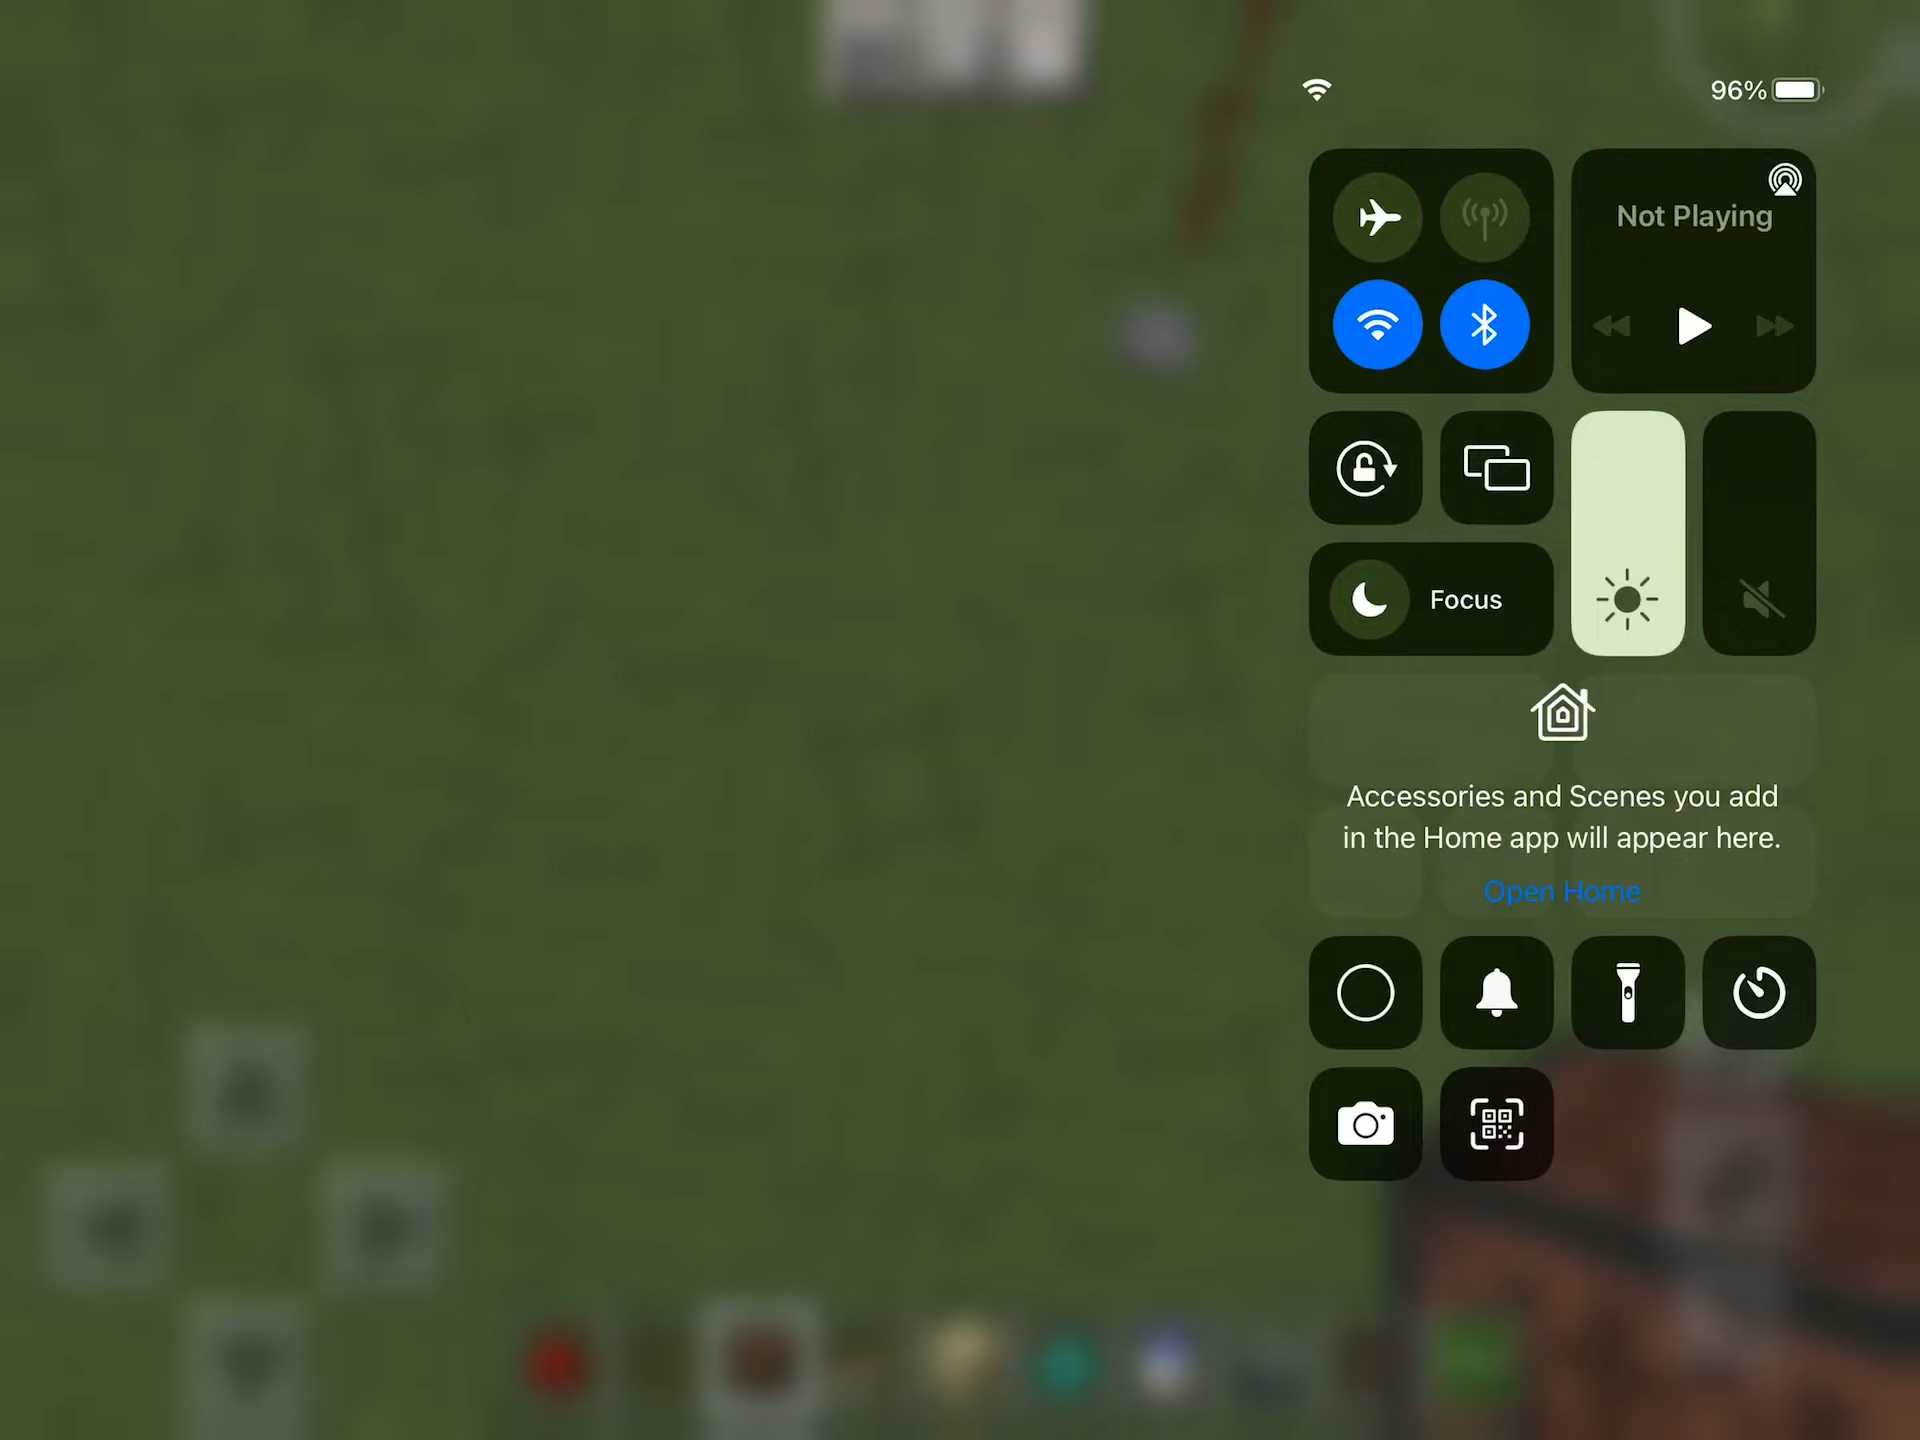 96%
Not Playing
Focus
Accessories and Scenes you add
in the Home app will appear here.
Open Home